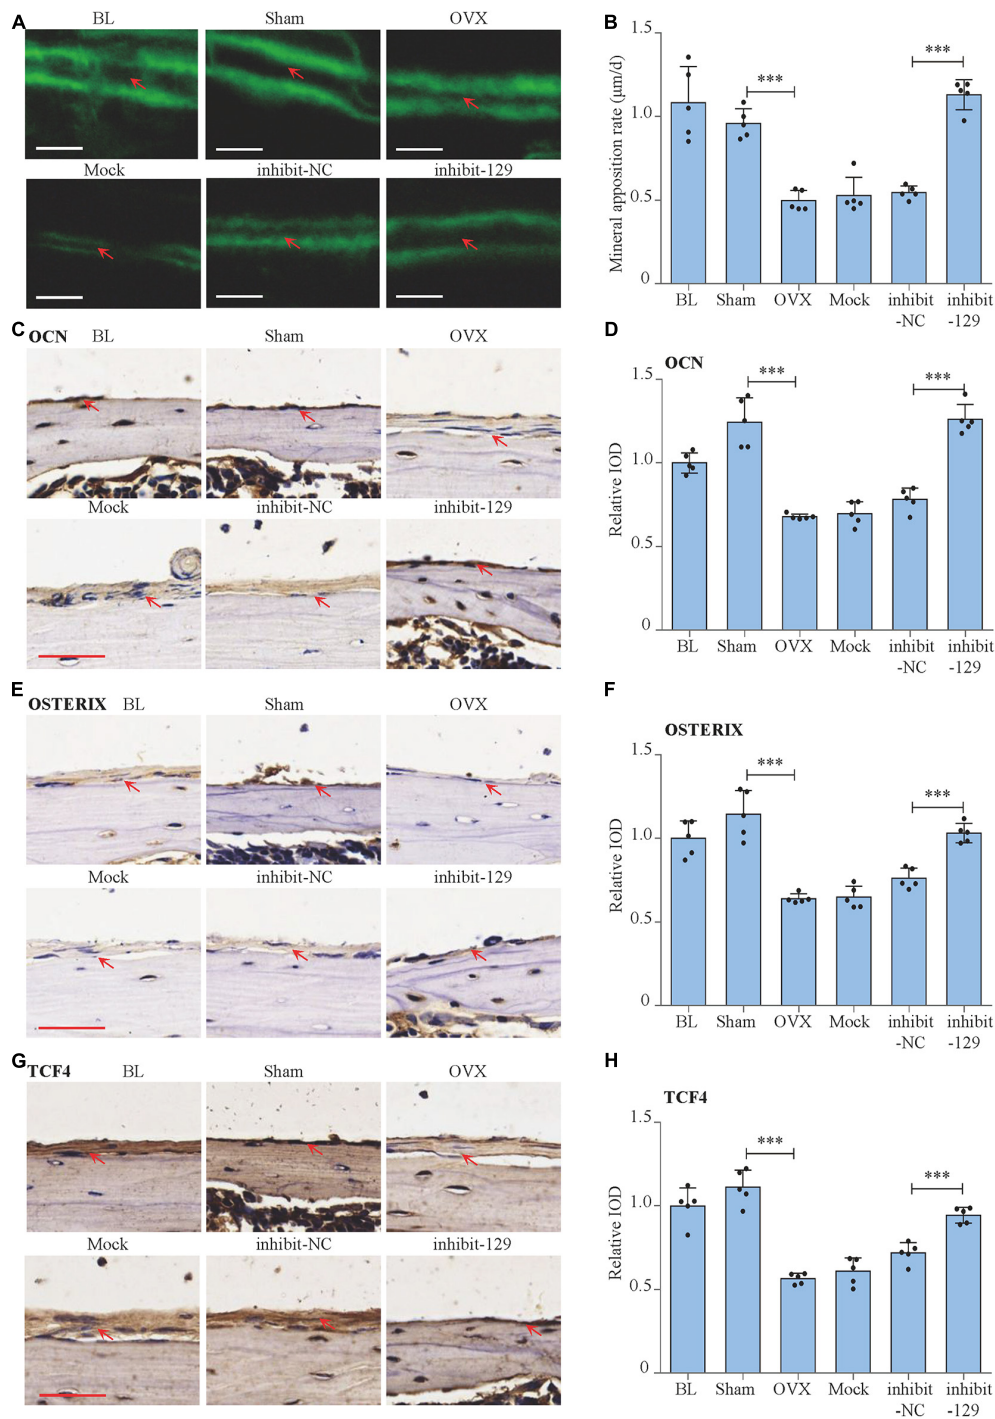 A
BL Sham OVX
Mock inhibit-NC inhibit-129
B
Mineral apposition rate (μm/d)
1.5
1.0
0.5
0
***
***
BL Sham OVX Mock inhibit inhibit
-NC -129
C
OCN BL Sham OVX
Mock inhibit-NC inhibit-129
D
OCN
Relative IOD
1.5
1.0
0.5
0
***
***
BL Sham OVX Mock inhibit inhibit
-NC -129
E
OSTERIX BL Sham OVX
Mock inhibit-NC inhibit-129
F
OSTERIX
Relative IOD
1.5
1.0
0.5
0
***
***
BL Sham OVX Mock inhibit inhibit
-NC -129
G
TCF4 BL Sham OVX
Mock inhibit-NC inhibit-129
H
TCF4
Relative IOD
1.5
1.0
0.5
0
***
***
BL Sham OVX Mock inhibit inhibit
-NC -129